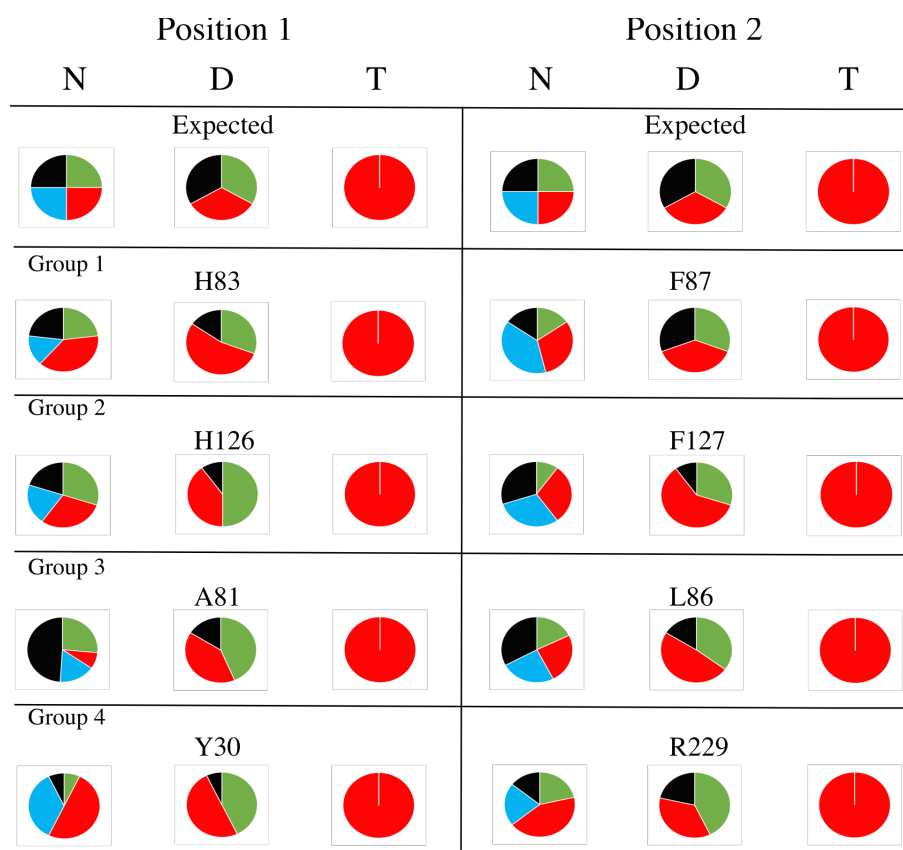 Position 1 Position 2
N D T N D T
Expected Expected
Group 1
H83 F87
Group 2
H126 F127
Group 3
A81 L86
Group 4
Y30 R229